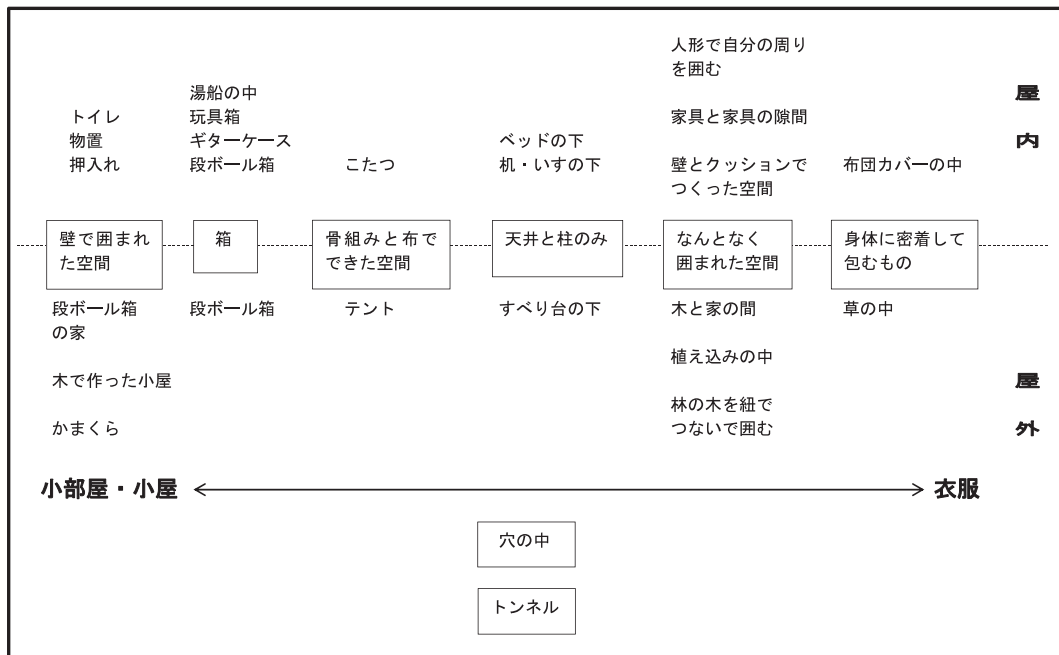 トイレ
物置
押入れ
湯船の中
玩具箱
ギターケース
段ボール箱
こたつ
ベッドの下
机・いすの下
人形で自分の周り
を囲む
家具と家具の隙間
壁とクッションで
つくった空間
布団カバーの中
屋
内
壁で囲まれ
た空間
箱
骨組みと布で
できた空間
天井と柱のみ
なんとなく
囲まれた空間
身体に密着して
包むもの
段ボール箱
の家
木で作った小屋
かまくら
段ボール箱
テント
すべり台の下
木と家の間
植え込みの中
林の木を紐で
つないで囲む
草の中
屋
外
小部屋・小屋
衣服
穴の中
トンネル